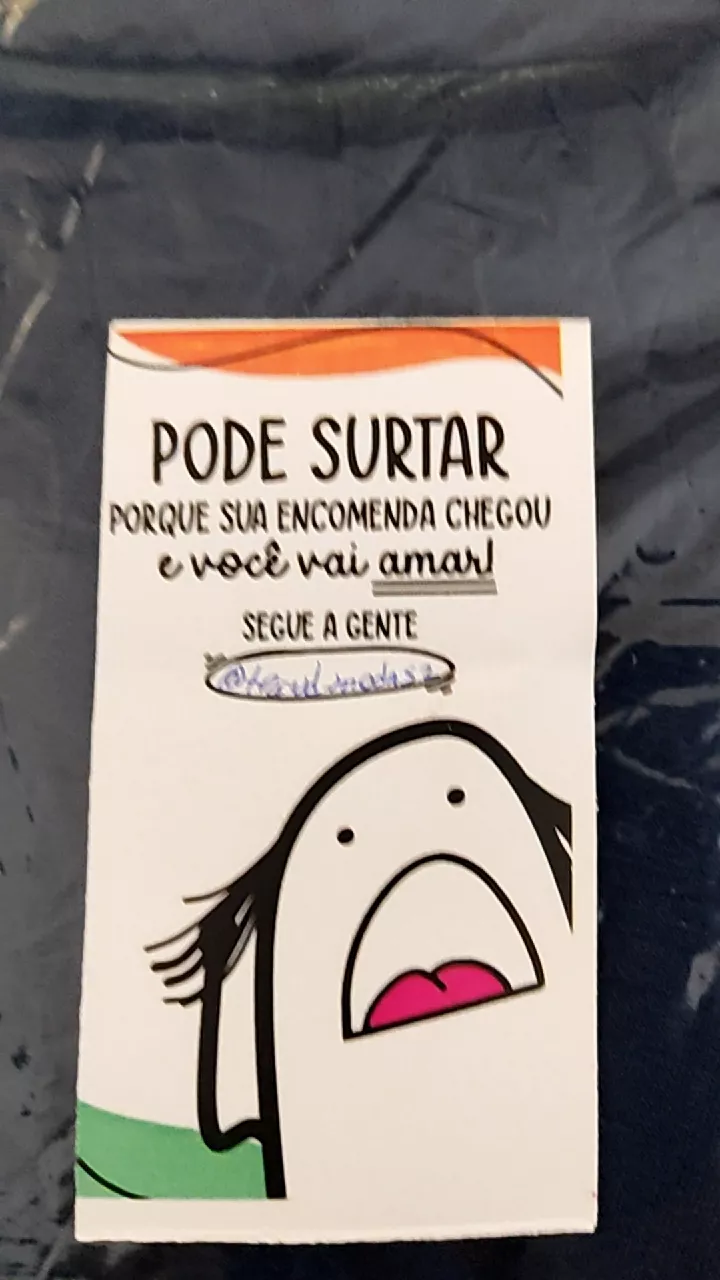 PODE SURTAR
PORQUE SUA ENCOMENDA CHEGOU
e você vai amar!
SEGUE A GENTE